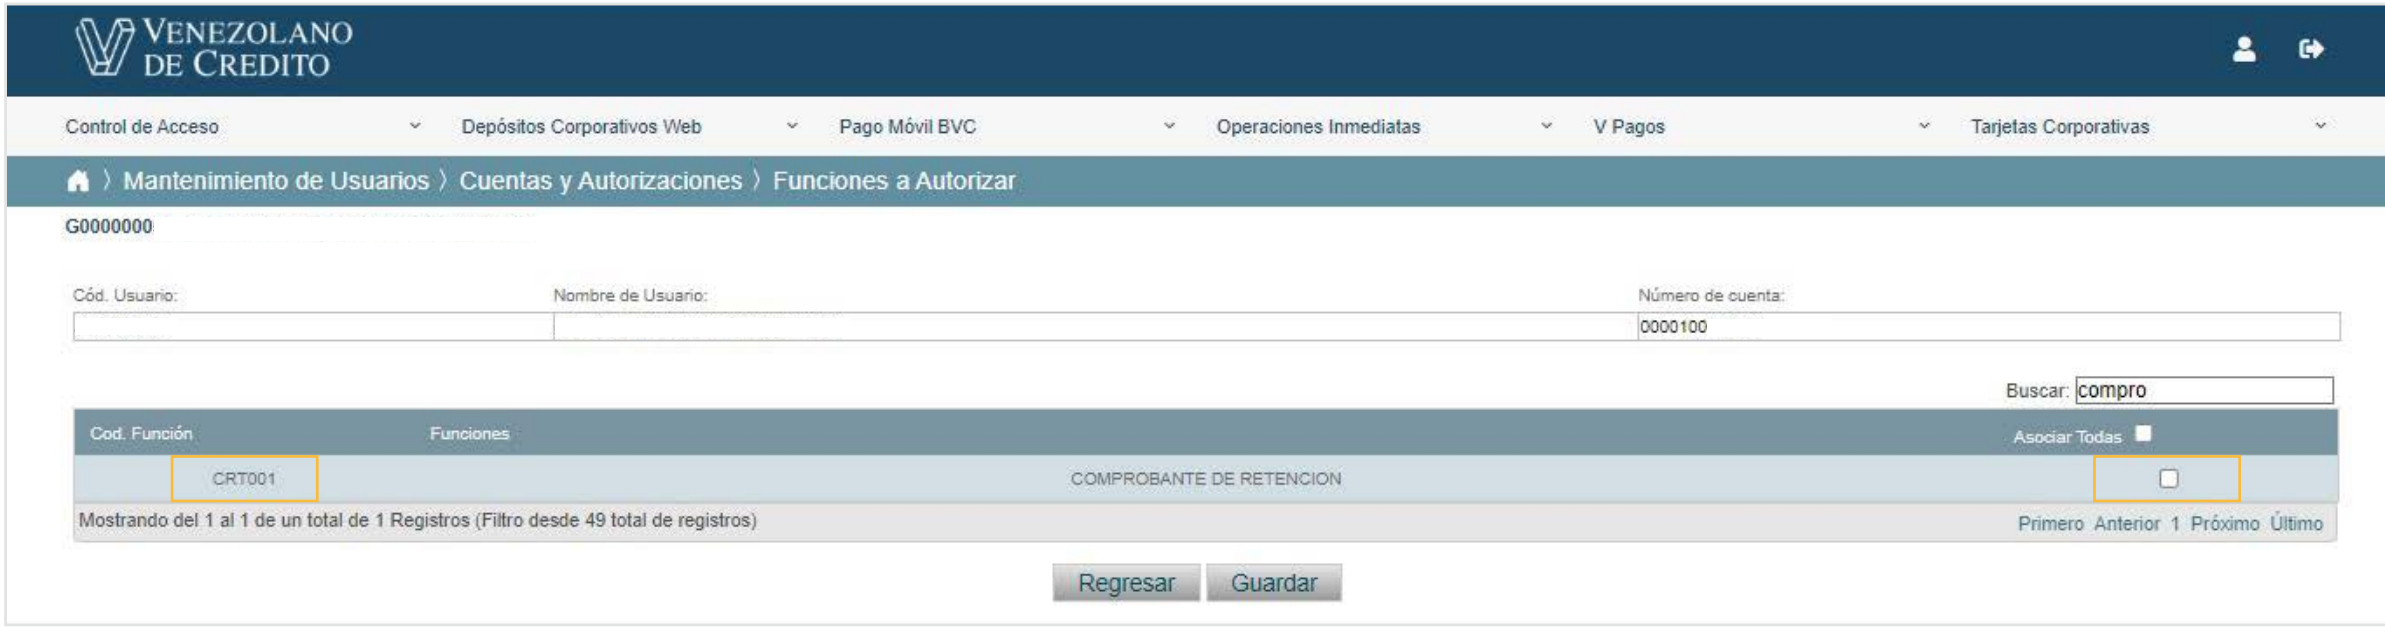 VENEZOLANO
DE CREDITO
Control de Acceso Depósitos Corporativos Web Pago Móvil BVC Operaciones Inmediatas V Pagos Tarjetas Corporativas
Mantenimiento de Usuarios 〉 Cuentas y Autorizaciones 〉 Funciones a Autorizar
G0000000
Cód. Usuario: Nombre de Usuario: Número de cuenta:
0000100
Buscar: compro
Cod. Función Funciones Asociar Todas
CRT001 COMPROBANTE DE RETENCION
Mostrando del 1 al 1 de un total de 1 Registros (Filtro desde 49 total de registros) Primero Anterior 1 Próximo Último
Regresar Guardar